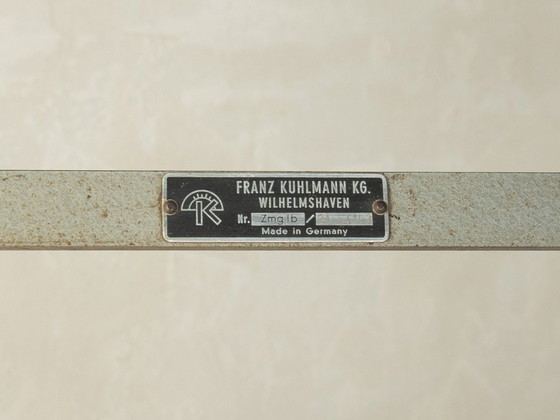 FRANZ KUHLMANN KG.
WILHELMSHAVEN
Nr. Zmg Ib /
Made in Germany